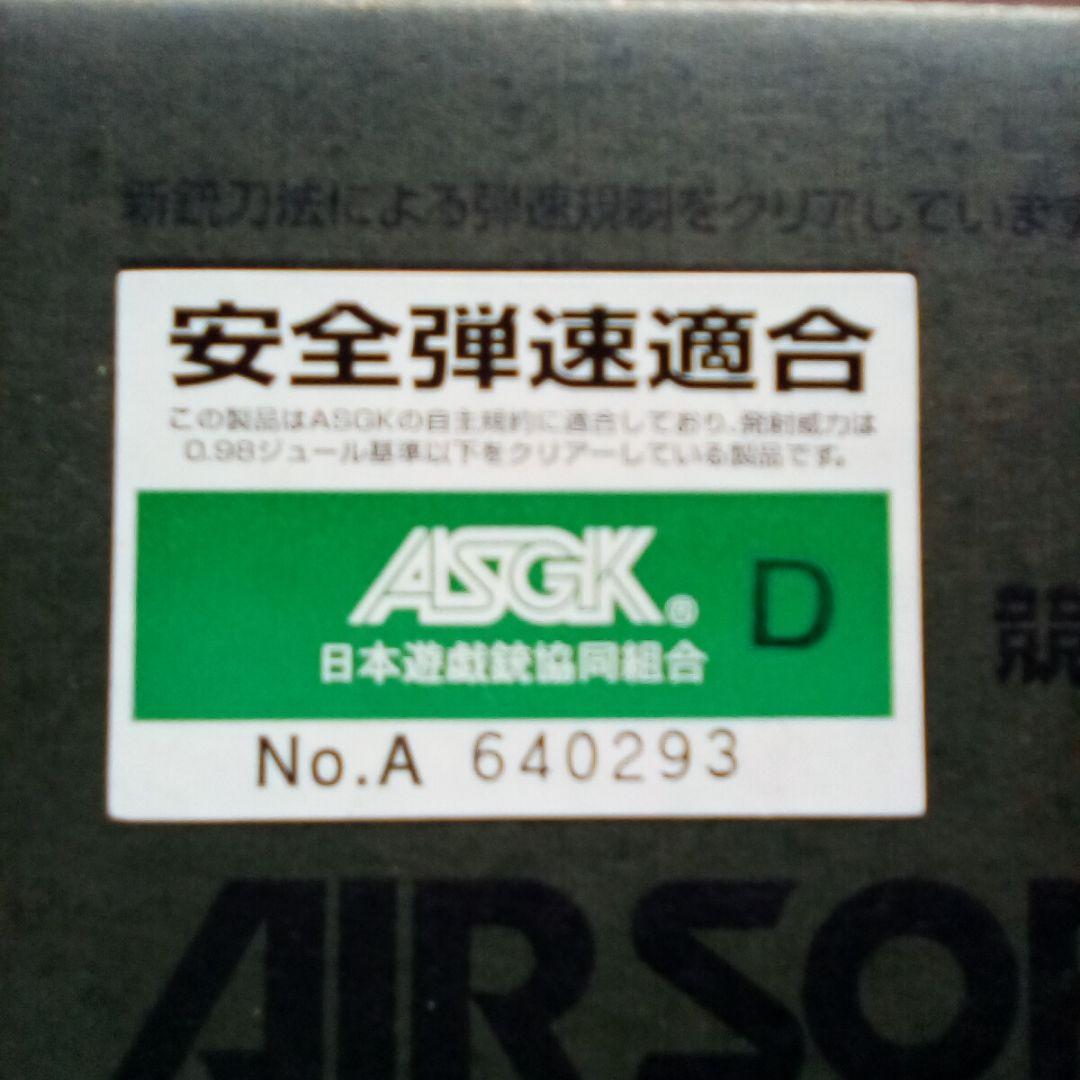 新銃刀法による弾速規制をクリアしています
安全弾速適合
この製品はASGKの自主規約に適合しており、発射威力は
0.98ジュール基準以下をクリアーしている製品です。
ASGK®
D
日本遊戯銃協同組合
競
No.A 640293
AIRSO